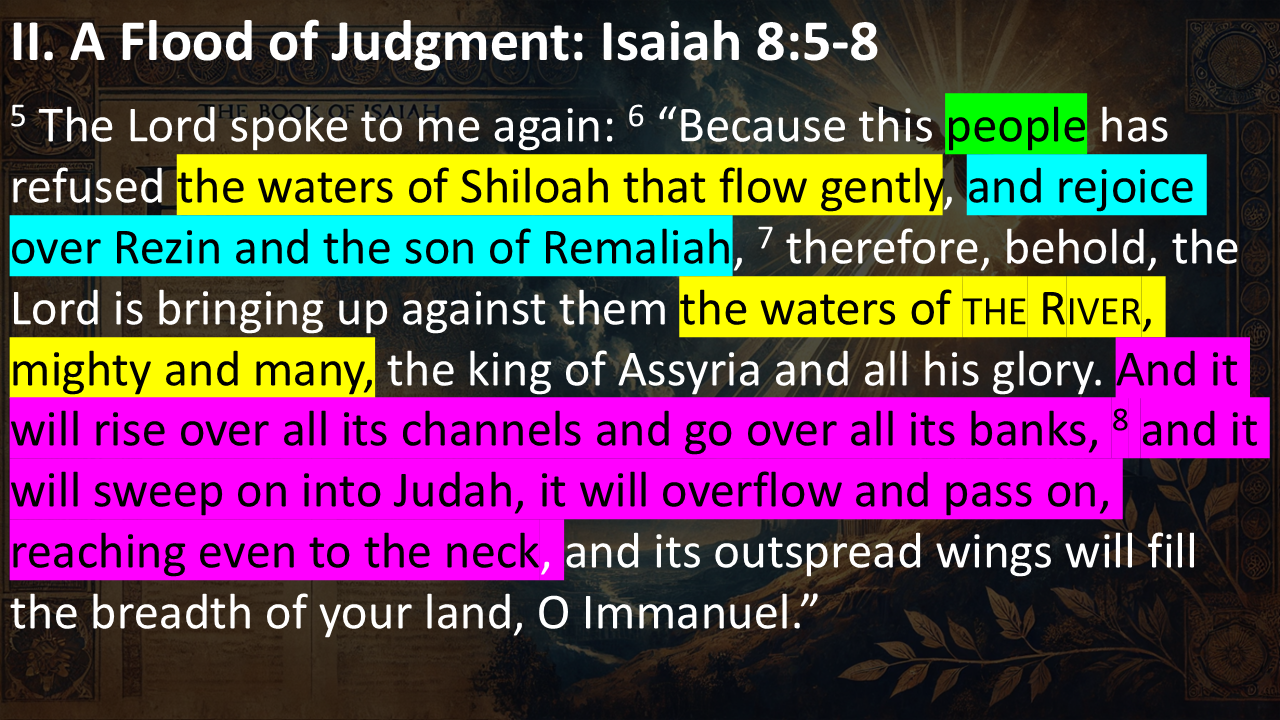 II. A Flood of Judgment: Isaiah 8:5-8
THE BOOK OF ISAIAH
⁵ The Lord spoke to me again: ⁶ “Because this people has
refused the waters of Shiloah that flow gently, and rejoice
over Rezin and the son of Remaliah, ⁷ therefore, behold, the
Lord is bringing up against them the waters of THE RIVER,
mighty and many, the king of Assyria and all his glory. And it
will rise over all its channels and go over all its banks, ⁸ and it
will sweep on into Judah, it will overflow and pass on,
reaching even to the neck, and its outspread wings will fill
the breadth of your land, O Immanuel.”